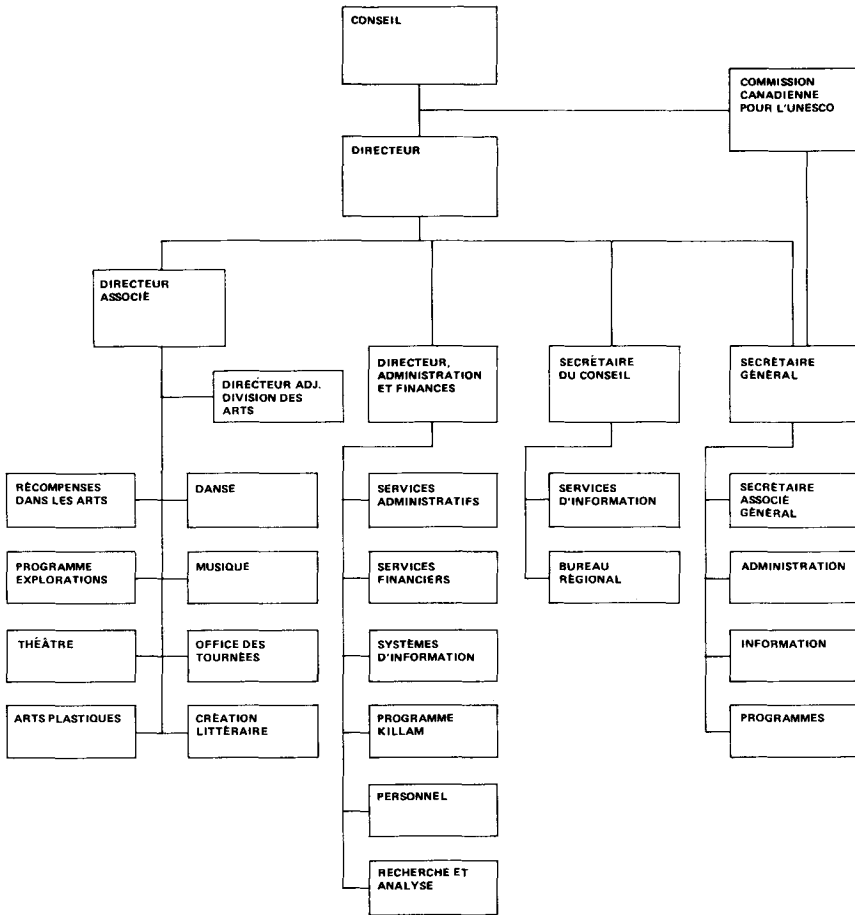 CONSEIL
COMMISSION
CANADIENNE
POUR L'UNESCO
DIRECTEUR
DIRECTEUR
ASSOCIÉ
DIRECTEUR,
ADMINISTRATION
ET FINANCES
SECRÉTAIRE
DU CONSEIL
SECRÉTAIRE
GÉNÉRAL
DIRECTEUR ADJ.
DIVISION DES
ARTS
RÉCOMPENSES
DANS LES ARTS
DANSE
SERVICES
ADMINISTRATIFS
SERVICES
D'INFORMATION
SECRÉTAIRE
ASSOCIÉ
GÉNÉRAL
PROGRAMME
EXPLORATIONS
MUSIQUE
SERVICES
FINANCIERS
BUREAU
RÉGIONAL
ADMINISTRATION
THÉÂTRE
OFFICE DES
TOURNÉES
SYSTÈMES
D'INFORMATION
INFORMATION
ARTS PLASTIQUES
CRÉATION
LITTÉRAIRE
PROGRAMME
KILLAM
PROGRAMMES
PERSONNEL
RECHERCHE ET
ANALYSE